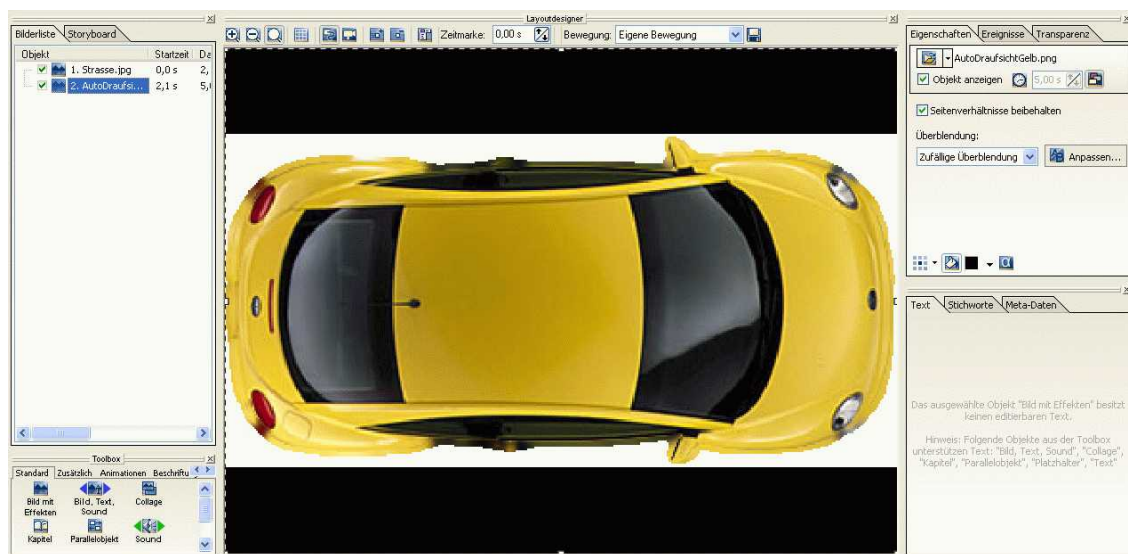 Layoutdesigner
Bilderliste Storyboard
Objekt Startzeit Da
1. Strasse.jpg 0,0 s 2,
2. AutoDraufsi... 2,1 s 5,
Toolbox
Standard Zusätzlich Animationen Beschriftu
Bild mit Effekten
Bild, Text, Sound
Collage
Kapitel
Parallelobjekt
Sound
Zeitmarke: 0,00 s Bewegung: Eigene Bewegung
Eigenschaften Ereignisse Transparenz
AutoDraufsichtGelb.png
Objekt anzeigen 5,00 s
Seitenverhältnisse beibehalten
Überblendung:
Zufällige Überblendung Anpassen...
Text Stichworte Meta-Daten
Das ausgewählte Objekt "Bild mit Effekten" besitzt
keinen editierbaren Text.
Hinweis: Folgende Objekte aus der Toolbox
unterstützen Text: "Bild, Text, Sound", "Collage",
"Kapitel", "Parallelobjekt", "Platzhalter", "Text"